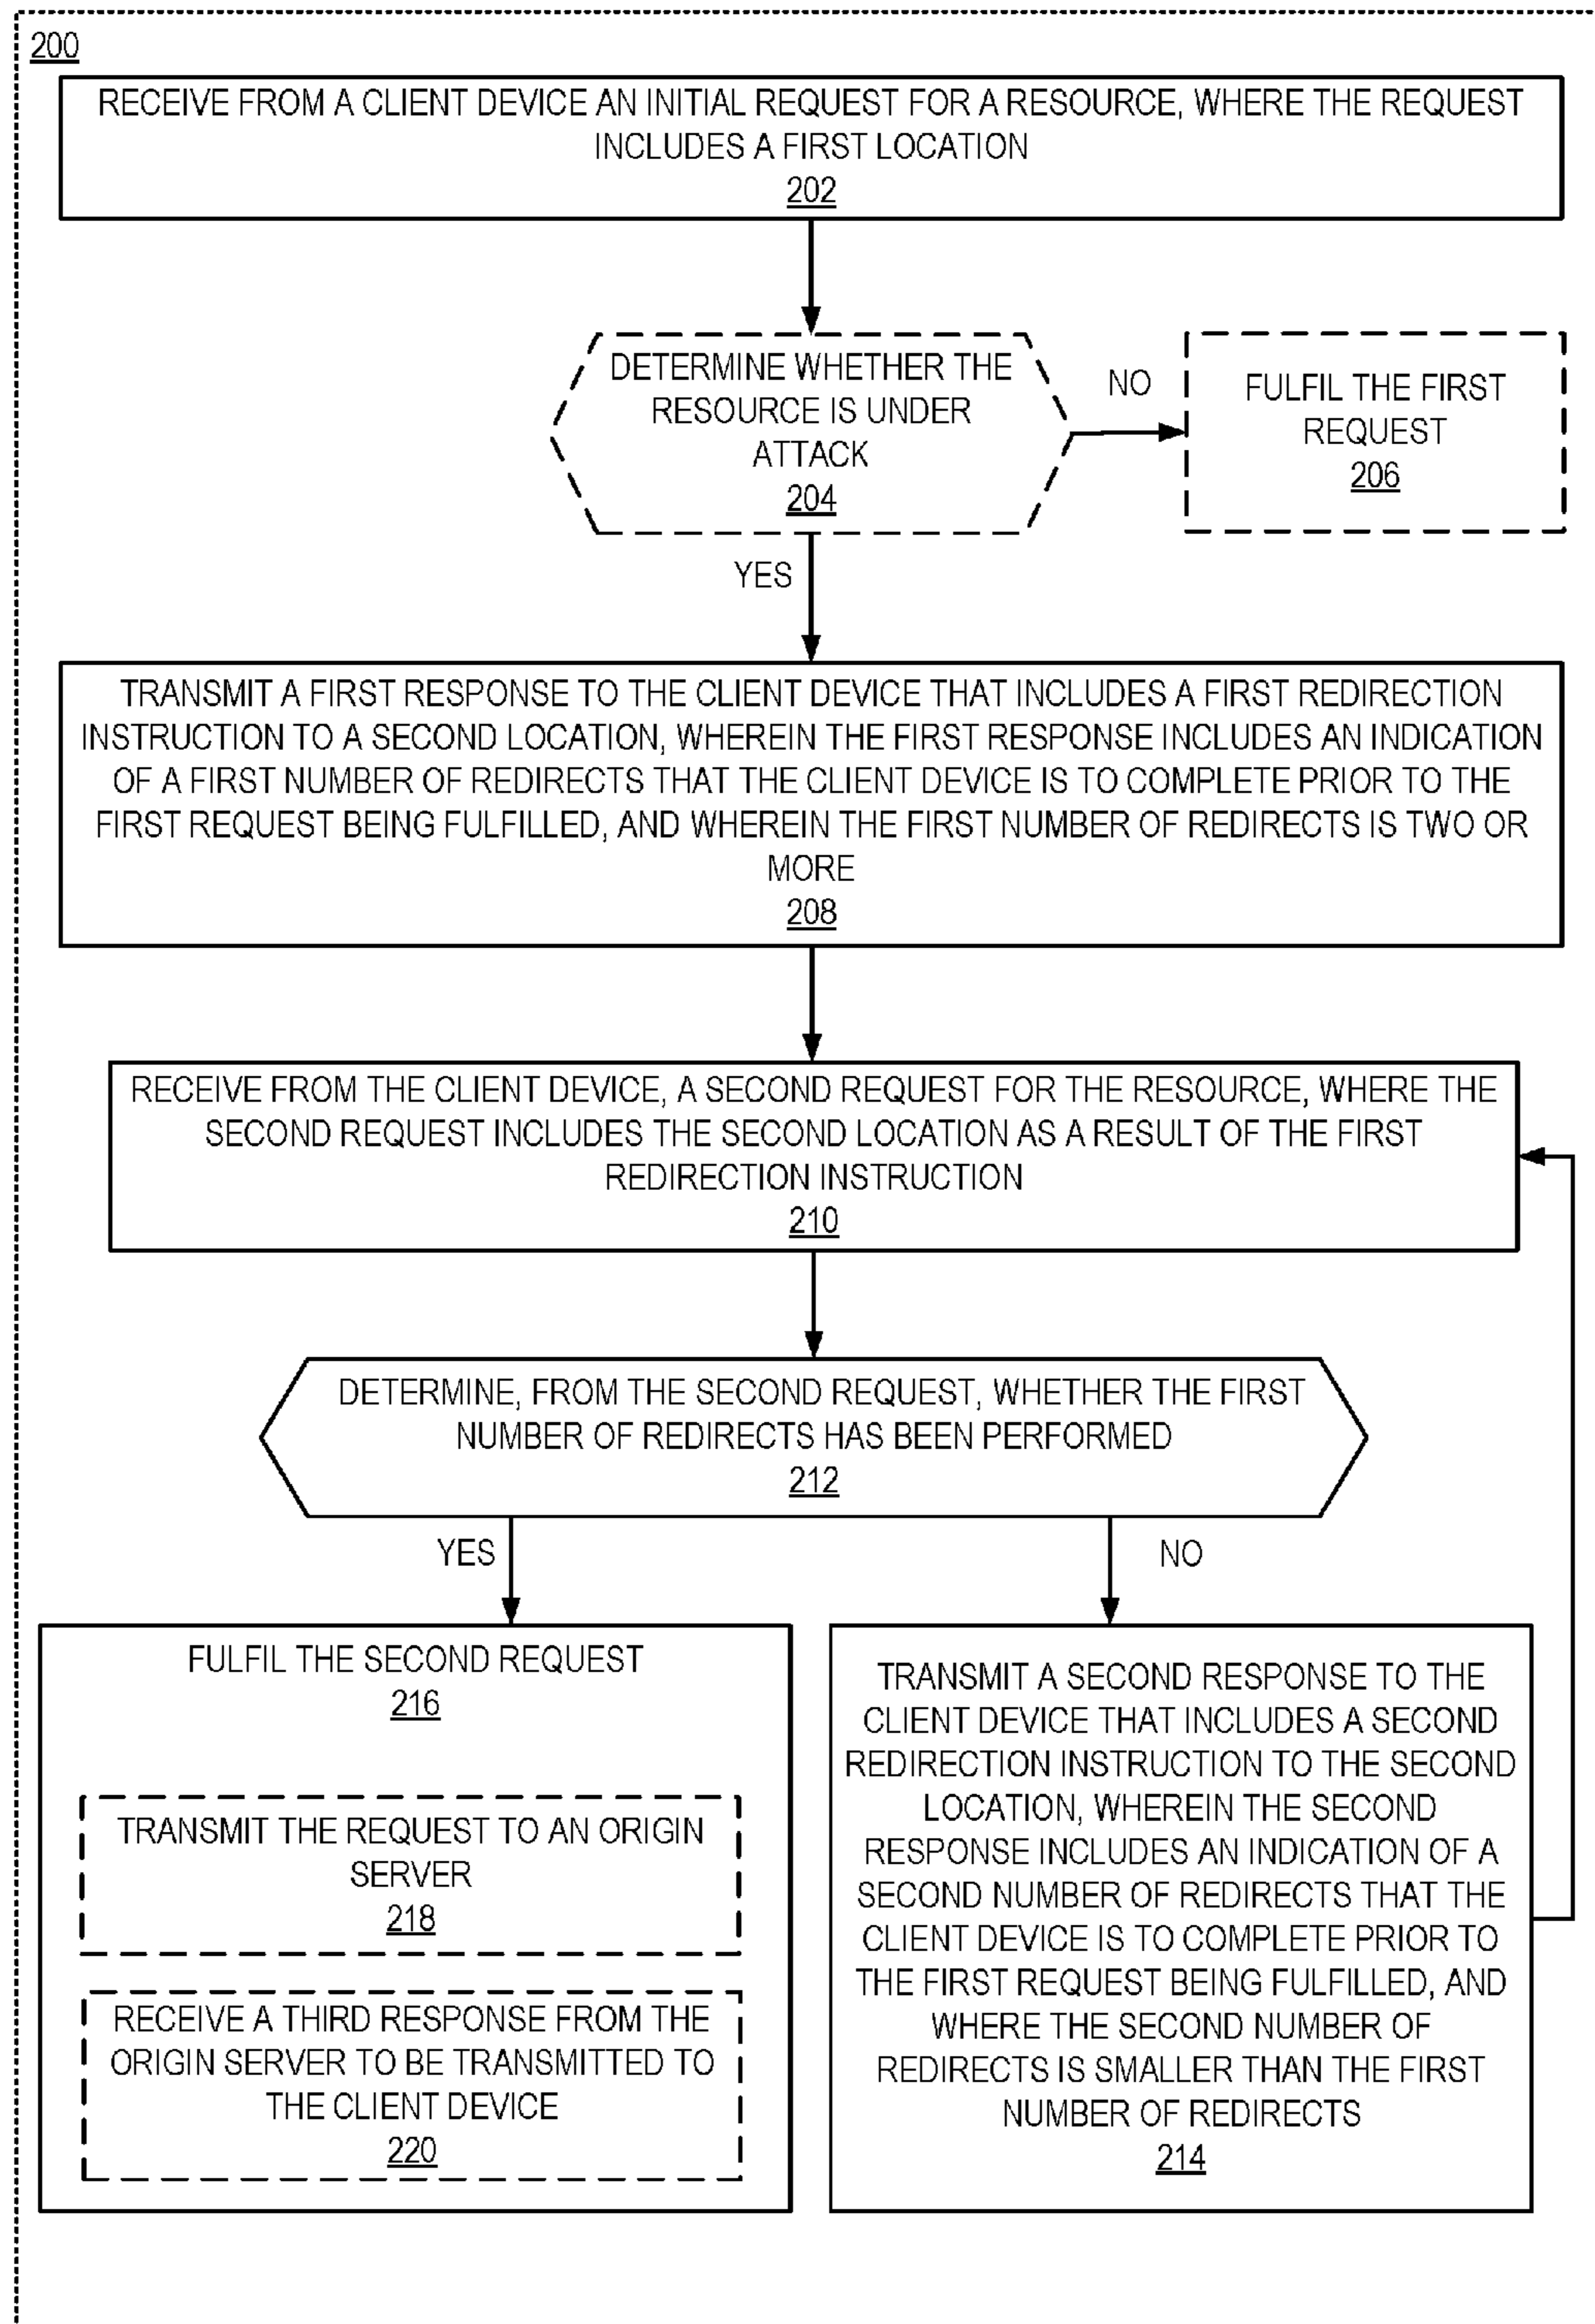 200
RECEIVE FROM A CLIENT DEVICE AN INITIAL REQUEST FOR A RESOURCE, WHERE THE REQUEST
INCLUDES A FIRST LOCATION
202
DETERMINE WHETHER THE
RESOURCE IS UNDER
ATTACK
204
NO
FULFIL THE FIRST
REQUEST
206
YES
TRANSMIT A FIRST RESPONSE TO THE CLIENT DEVICE THAT INCLUDES A FIRST REDIRECTION
INSTRUCTION TO A SECOND LOCATION, WHEREIN THE FIRST RESPONSE INCLUDES AN INDICATION
OF A FIRST NUMBER OF REDIRECTS THAT THE CLIENT DEVICE IS TO COMPLETE PRIOR TO THE
FIRST REQUEST BEING FULFILLED, AND WHEREIN THE FIRST NUMBER OF REDIRECTS IS TWO OR
MORE
208
RECEIVE FROM THE CLIENT DEVICE, A SECOND REQUEST FOR THE RESOURCE, WHERE THE
SECOND REQUEST INCLUDES THE SECOND LOCATION AS A RESULT OF THE FIRST
REDIRECTION INSTRUCTION
210
DETERMINE, FROM THE SECOND REQUEST, WHETHER THE FIRST
NUMBER OF REDIRECTS HAS BEEN PERFORMED
212
YES
NO
FULFIL THE SECOND REQUEST
216
TRANSMIT THE REQUEST TO AN ORIGIN
SERVER
218
RECEIVE A THIRD RESPONSE FROM THE
ORIGIN SERVER TO BE TRANSMITTED TO
THE CLIENT DEVICE
220
TRANSMIT A SECOND RESPONSE TO THE
CLIENT DEVICE THAT INCLUDES A SECOND
REDIRECTION INSTRUCTION TO THE SECOND
LOCATION, WHEREIN THE SECOND
RESPONSE INCLUDES AN INDICATION OF A
SECOND NUMBER OF REDIRECTS THAT THE
CLIENT DEVICE IS TO COMPLETE PRIOR TO
THE FIRST REQUEST BEING FULFILLED, AND
WHERE THE SECOND NUMBER OF
REDIRECTS IS SMALLER THAN THE FIRST
NUMBER OF REDIRECTS
214